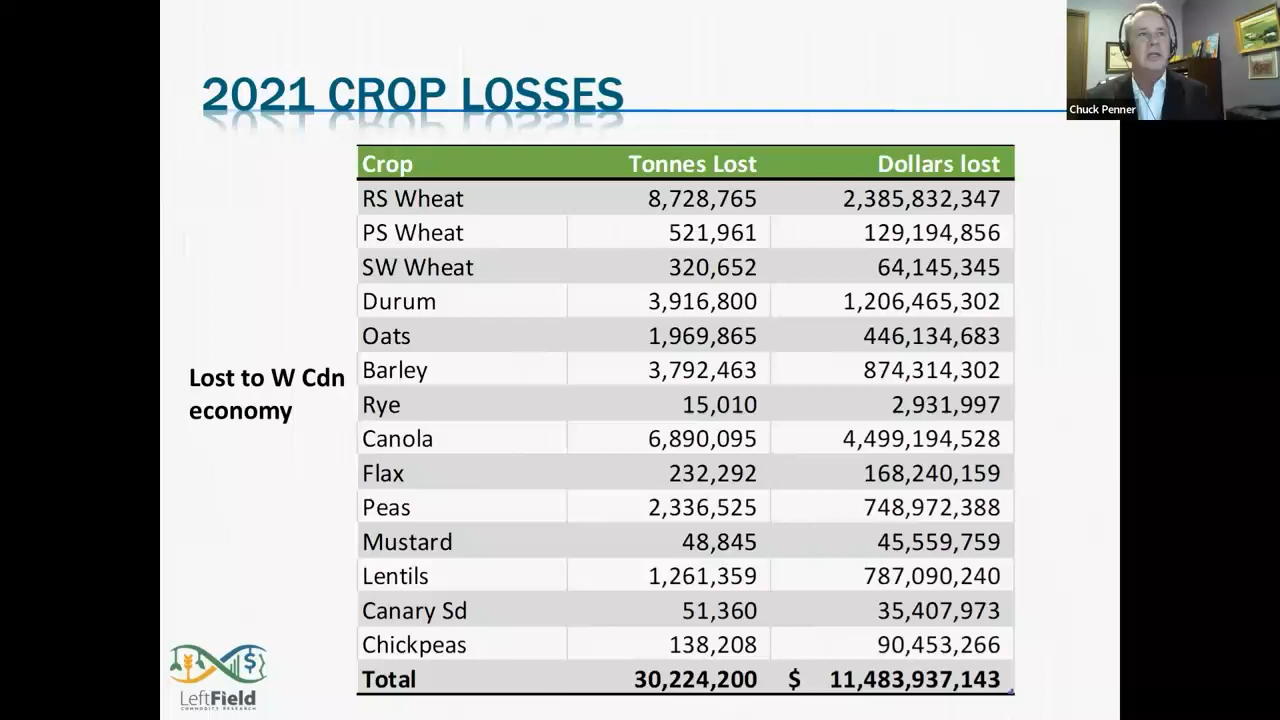 2021 CROP LOSSES
Chuck Penner
Crop Tonnes Lost Dollars lost
RS Wheat 8,728,765 2,385,832,347
PS Wheat 521,961 129,194,856
SW Wheat 320,652 64,145,345
Durum 3,916,800 1,206,465,302
Oats 1,969,865 446,134,683
Lost to W Cdn
economy
Barley 3,792,463 874,314,302
Rye 15,010 2,931,997
Canola 6,890,095 4,499,194,528
Flax 232,292 168,240,159
Peas 2,336,525 748,972,388
Mustard 48,845 45,559,759
Lentils 1,261,359 787,090,240
Canary Sd 51,360 35,407,973
Chickpeas 138,208 90,453,266
Total 30,224,200 $ 11,483,937,143
$
LeftField
COMMODITY RESEARCH